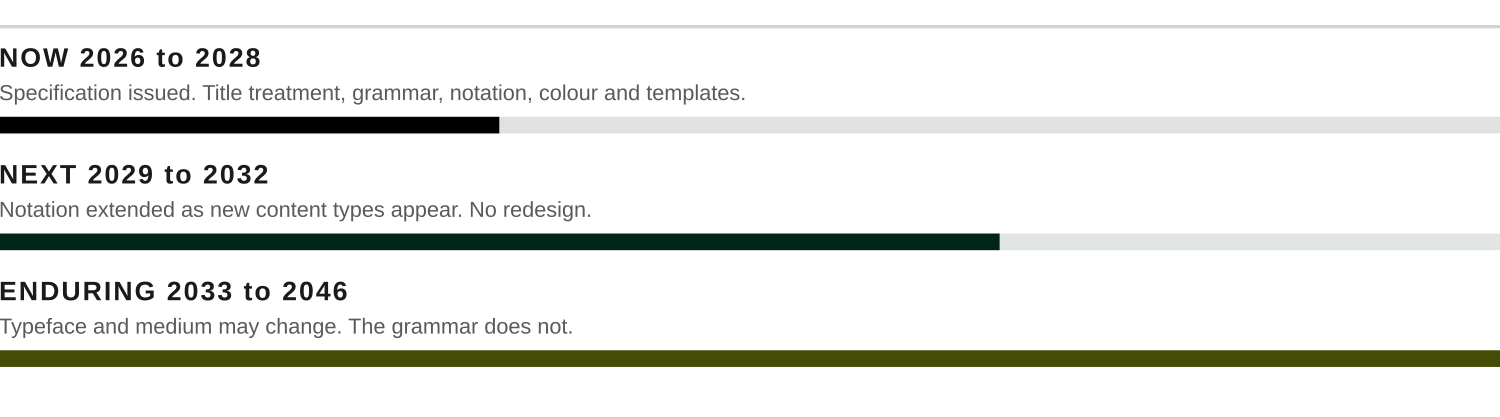 NOW 2026 to 2028
Specification issued. Title treatment, grammar, notation, colour and templates.
NEXT 2029 to 2032
Notation extended as new content types appear. No redesign.
ENDURING 2033 to 2046
Typeface and medium may change. The grammar does not.